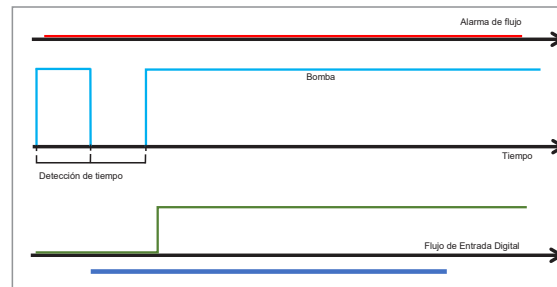 Alarma de flujo
Bomba
Tiempo
Detección de tiempo
Flujo de Entrada Digital